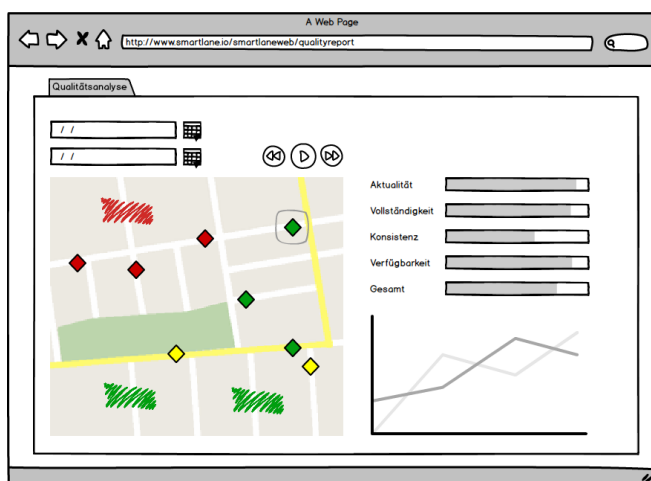 A Web Page
http://www.smartlane.io/smartlaneweb/qualityreport
Qualitätsanalyse
/ /
/ /
Aktualität
Vollständigkeit
Konsistenz
Verfügbarkeit
Gesamt